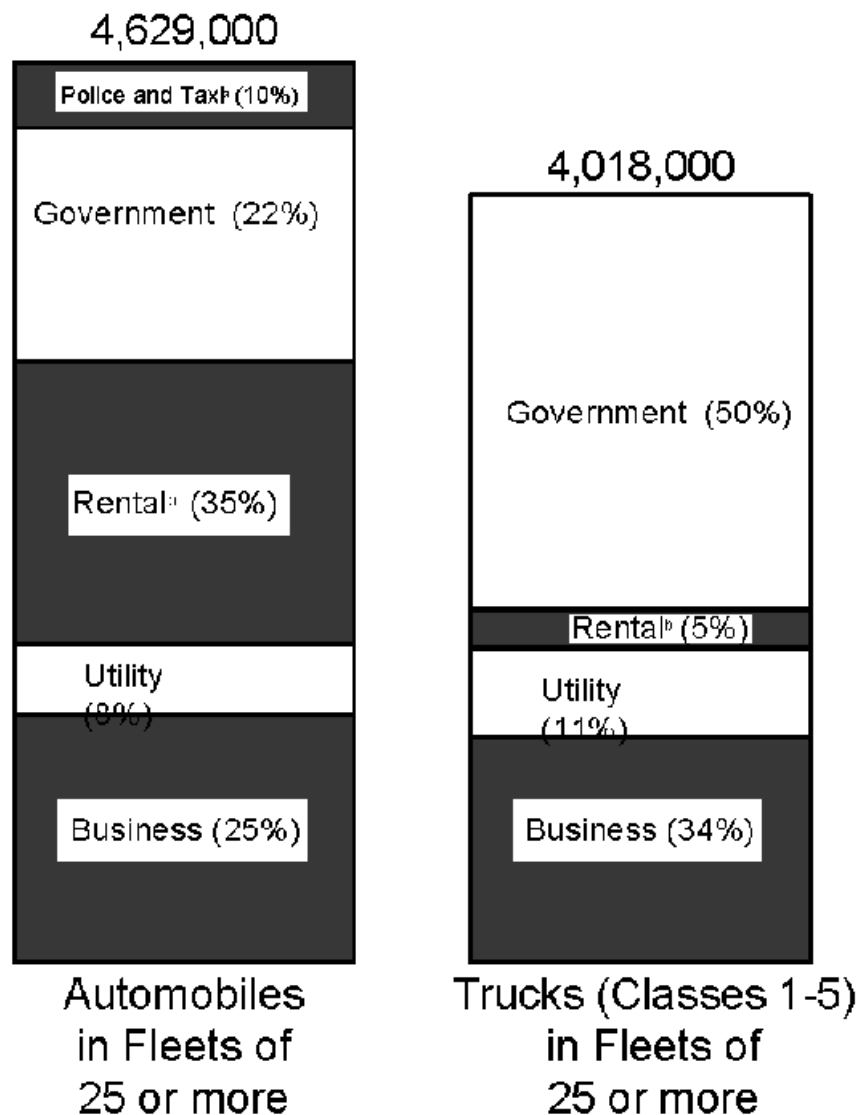 4,629,000
Police and Taxi b (10%)
Government (22%)
Rental a (35%)
Utility
(8%)
Business (25%)
Automobiles
in Fleets of
25 or more
4,018,000
Government (50%)
Rental b (5%)
Utility
(11%)
Business (34%)
Trucks (Classes 1-5)
in Fleets of
25 or more